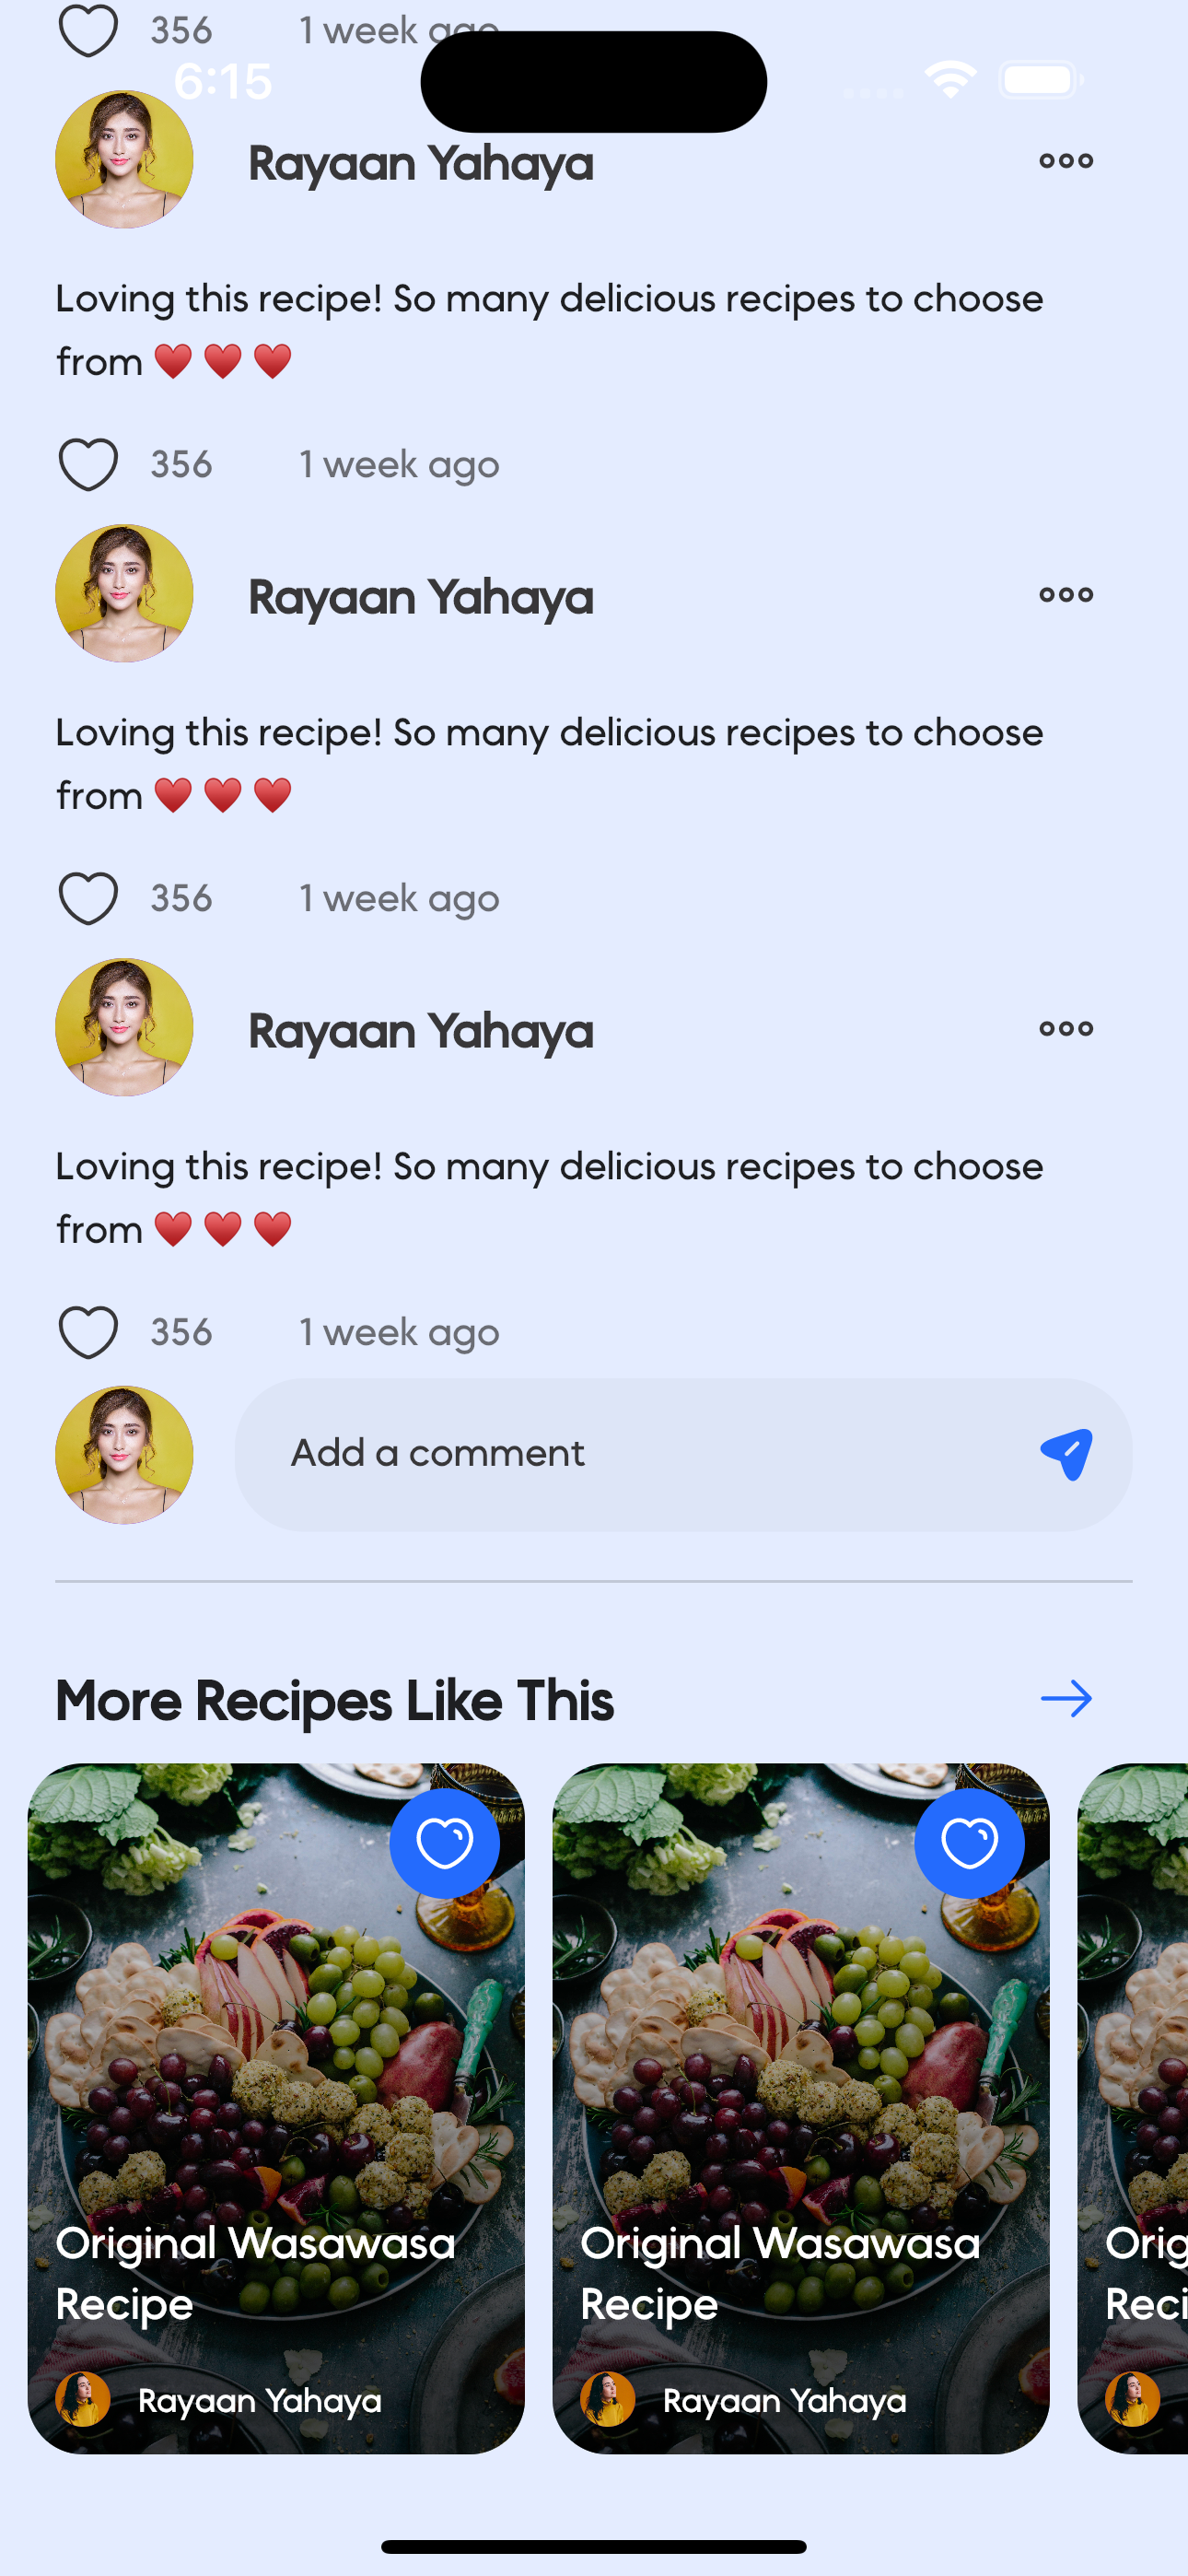 356 1 week ago
6:15
Rayaan Yahaya
Loving this recipe! So many delicious recipes to choose
from ♥️ ♥️ ♥️
356 1 week ago
Rayaan Yahaya
Loving this recipe! So many delicious recipes to choose
from ♥️ ♥️ ♥️
356 1 week ago
Rayaan Yahaya
Loving this recipe! So many delicious recipes to choose
from ♥️ ♥️ ♥️
356 1 week ago
Add a comment
More Recipes Like This
Original Wasawasa
Recipe
Rayaan Yahaya
Original Wasawasa
Recipe
Rayaan Yahaya